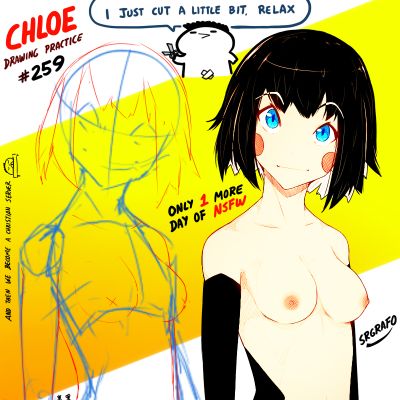 I JUST CUT A LITTLE BIT. RELAX
CHLOE
DRAWING PRACTICE
#259
ONLY 1 MORE
DAY OF NSFW
AND THEN WE BECOME A CHRISTIAN SERVER
SRGRAFO